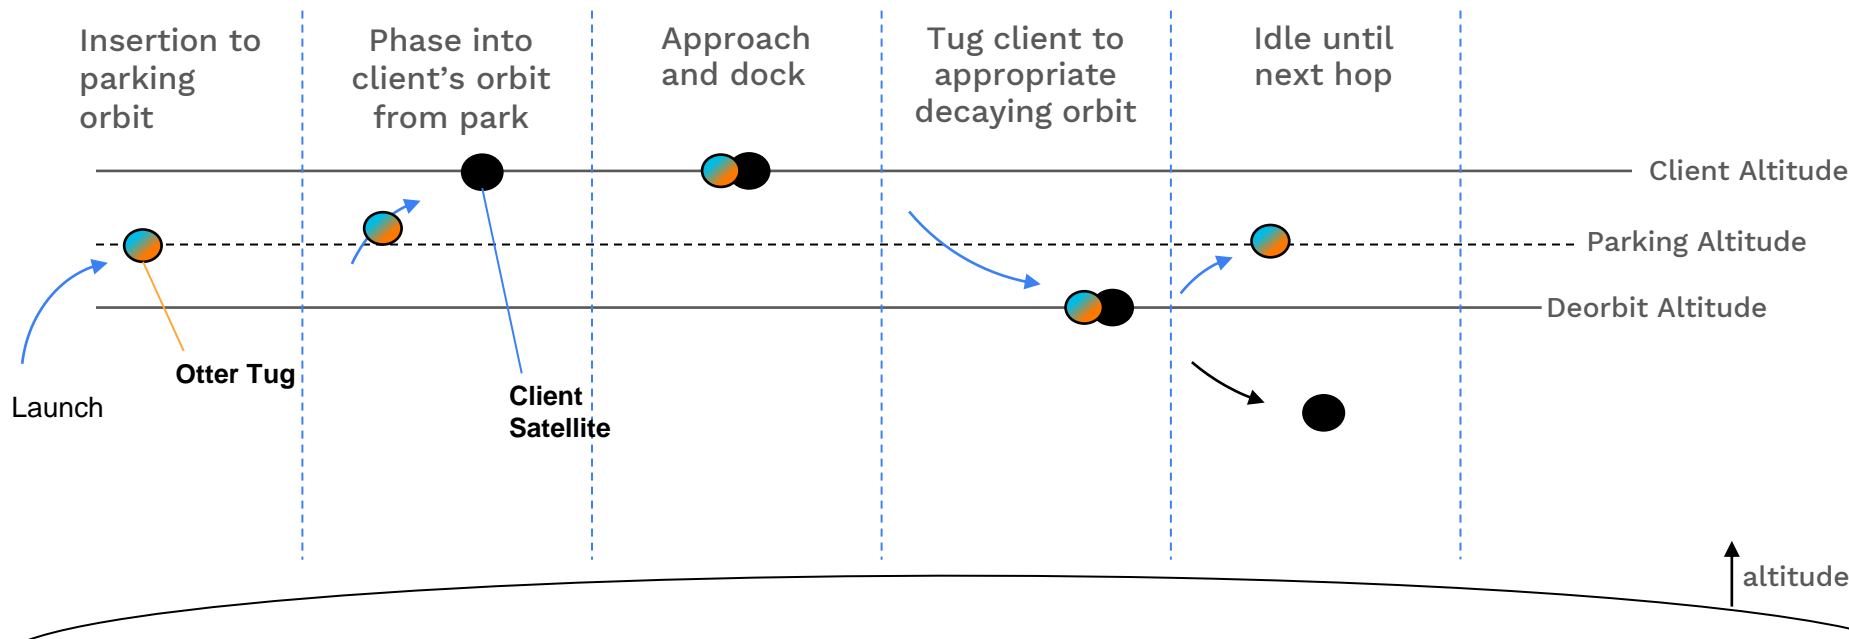 Insertion to
parking
orbit
Phase into
client's orbit
from park
Approach
and dock
Tug client to
appropriate
decaying orbit
Idle until
next hop
Client Altitude
Parking Altitude
Deorbit Altitude
Otter Tug
Launch
Client
Satellite
altitude